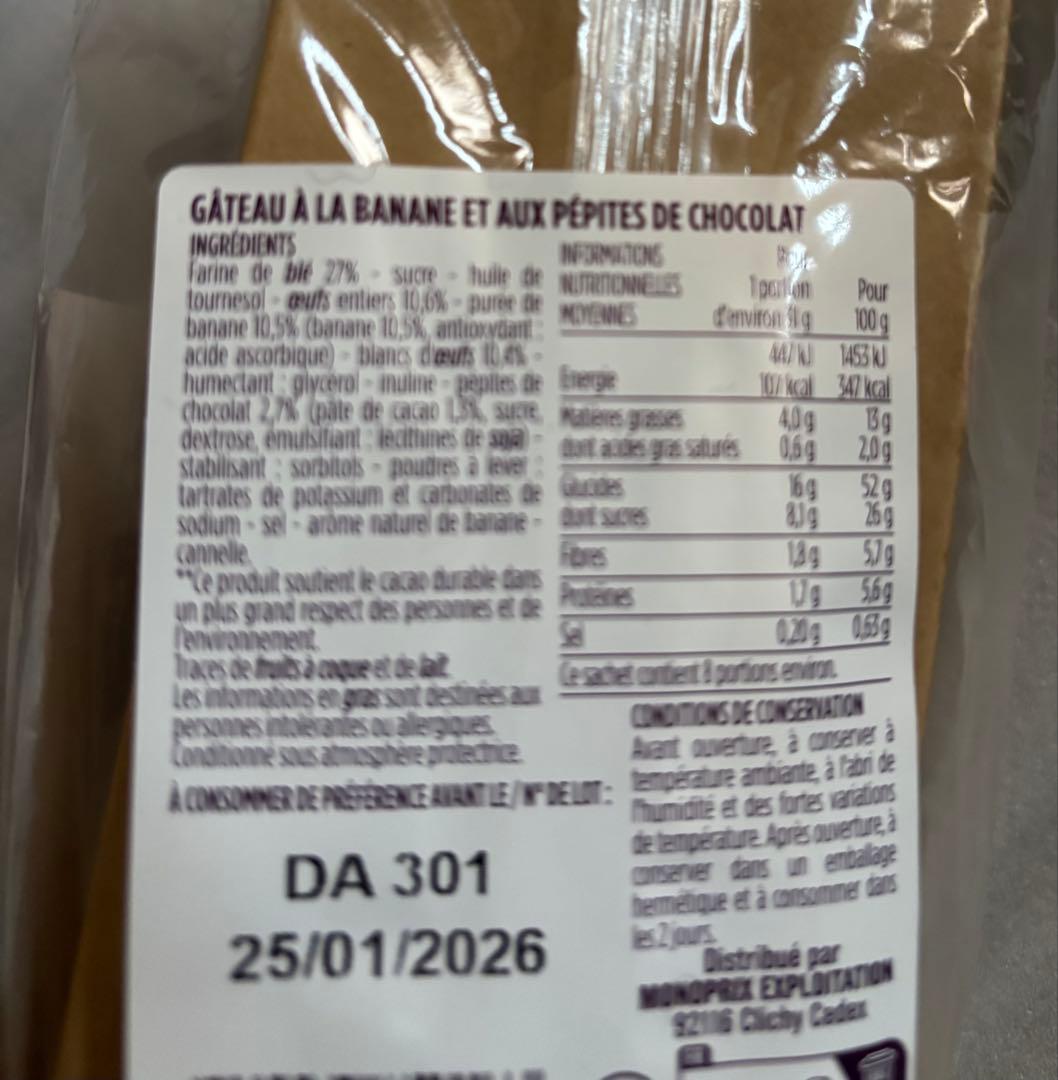 GÂTEAU À LA BANANE ET AUX PÉPITES DE CHOCOLAT
INGRÉDIENTS
Farine de blé 27% - sucre - huile de
tournesol - œufs entiers 10,6% - purée de
banane 10,5% (banane 10,5%, antioxydant :
acide ascorbique) - blancs d'œufs
humectant : glycérol - inuline - pépites de
chocolat 2,7% (pâte de cacao 1,3%, sucre,
dextrose, émulsifiant : lécithines de soja) -
stabilisant : sorbitols - poudres à lever :
tartrates de potassium et carbonates de
sodium - sel - arôme naturel de banane -
cannelle.
**Ce produit soutient le cacao durable dans
un plus grand respect des personnes et de
l'environnement.
Traces de fruits à coque et de lait.
Les informations en gras sont destinées aux
personnes intolérantes ou allergiques.
Conditionné sous atmosphère protectrice.
À CONSOMMER DE PRÉFÉRENCE AVANT LE / N° DE LOT :
DA 301
25/01/2026
INFORMATIONS
NUTRITIONNELLES
MOYENNES
Pour
1 portion
d'environ 31 g
Pour
100 g
Énergie
447 kJ 1453 kJ
107 kcal 347 kcal
Matières grasses 4,0 g 13 g
dont acides gras saturés 0,6 g 2,0 g
Glucides 16 g 52 g
dont sucres 8,1 g 26 g
Fibres 1,8 g 5,7 g
Protéines 1,7 g 5,6 g
Sel 0,20 g 0,63 g
Ce sachet contient 8 portions environ.
CONDITIONS DE CONSERVATION
Avant ouverture, à conserver à
température ambiante, à l'abri de
l'humidité et des fortes variations
de température. Après ouverture, à
conserver dans un emballage
hermétique et à consommer dans
les 2 jours.
Distribué par
MONOPRIX EXPLOITATION
92116 Clichy Cedex